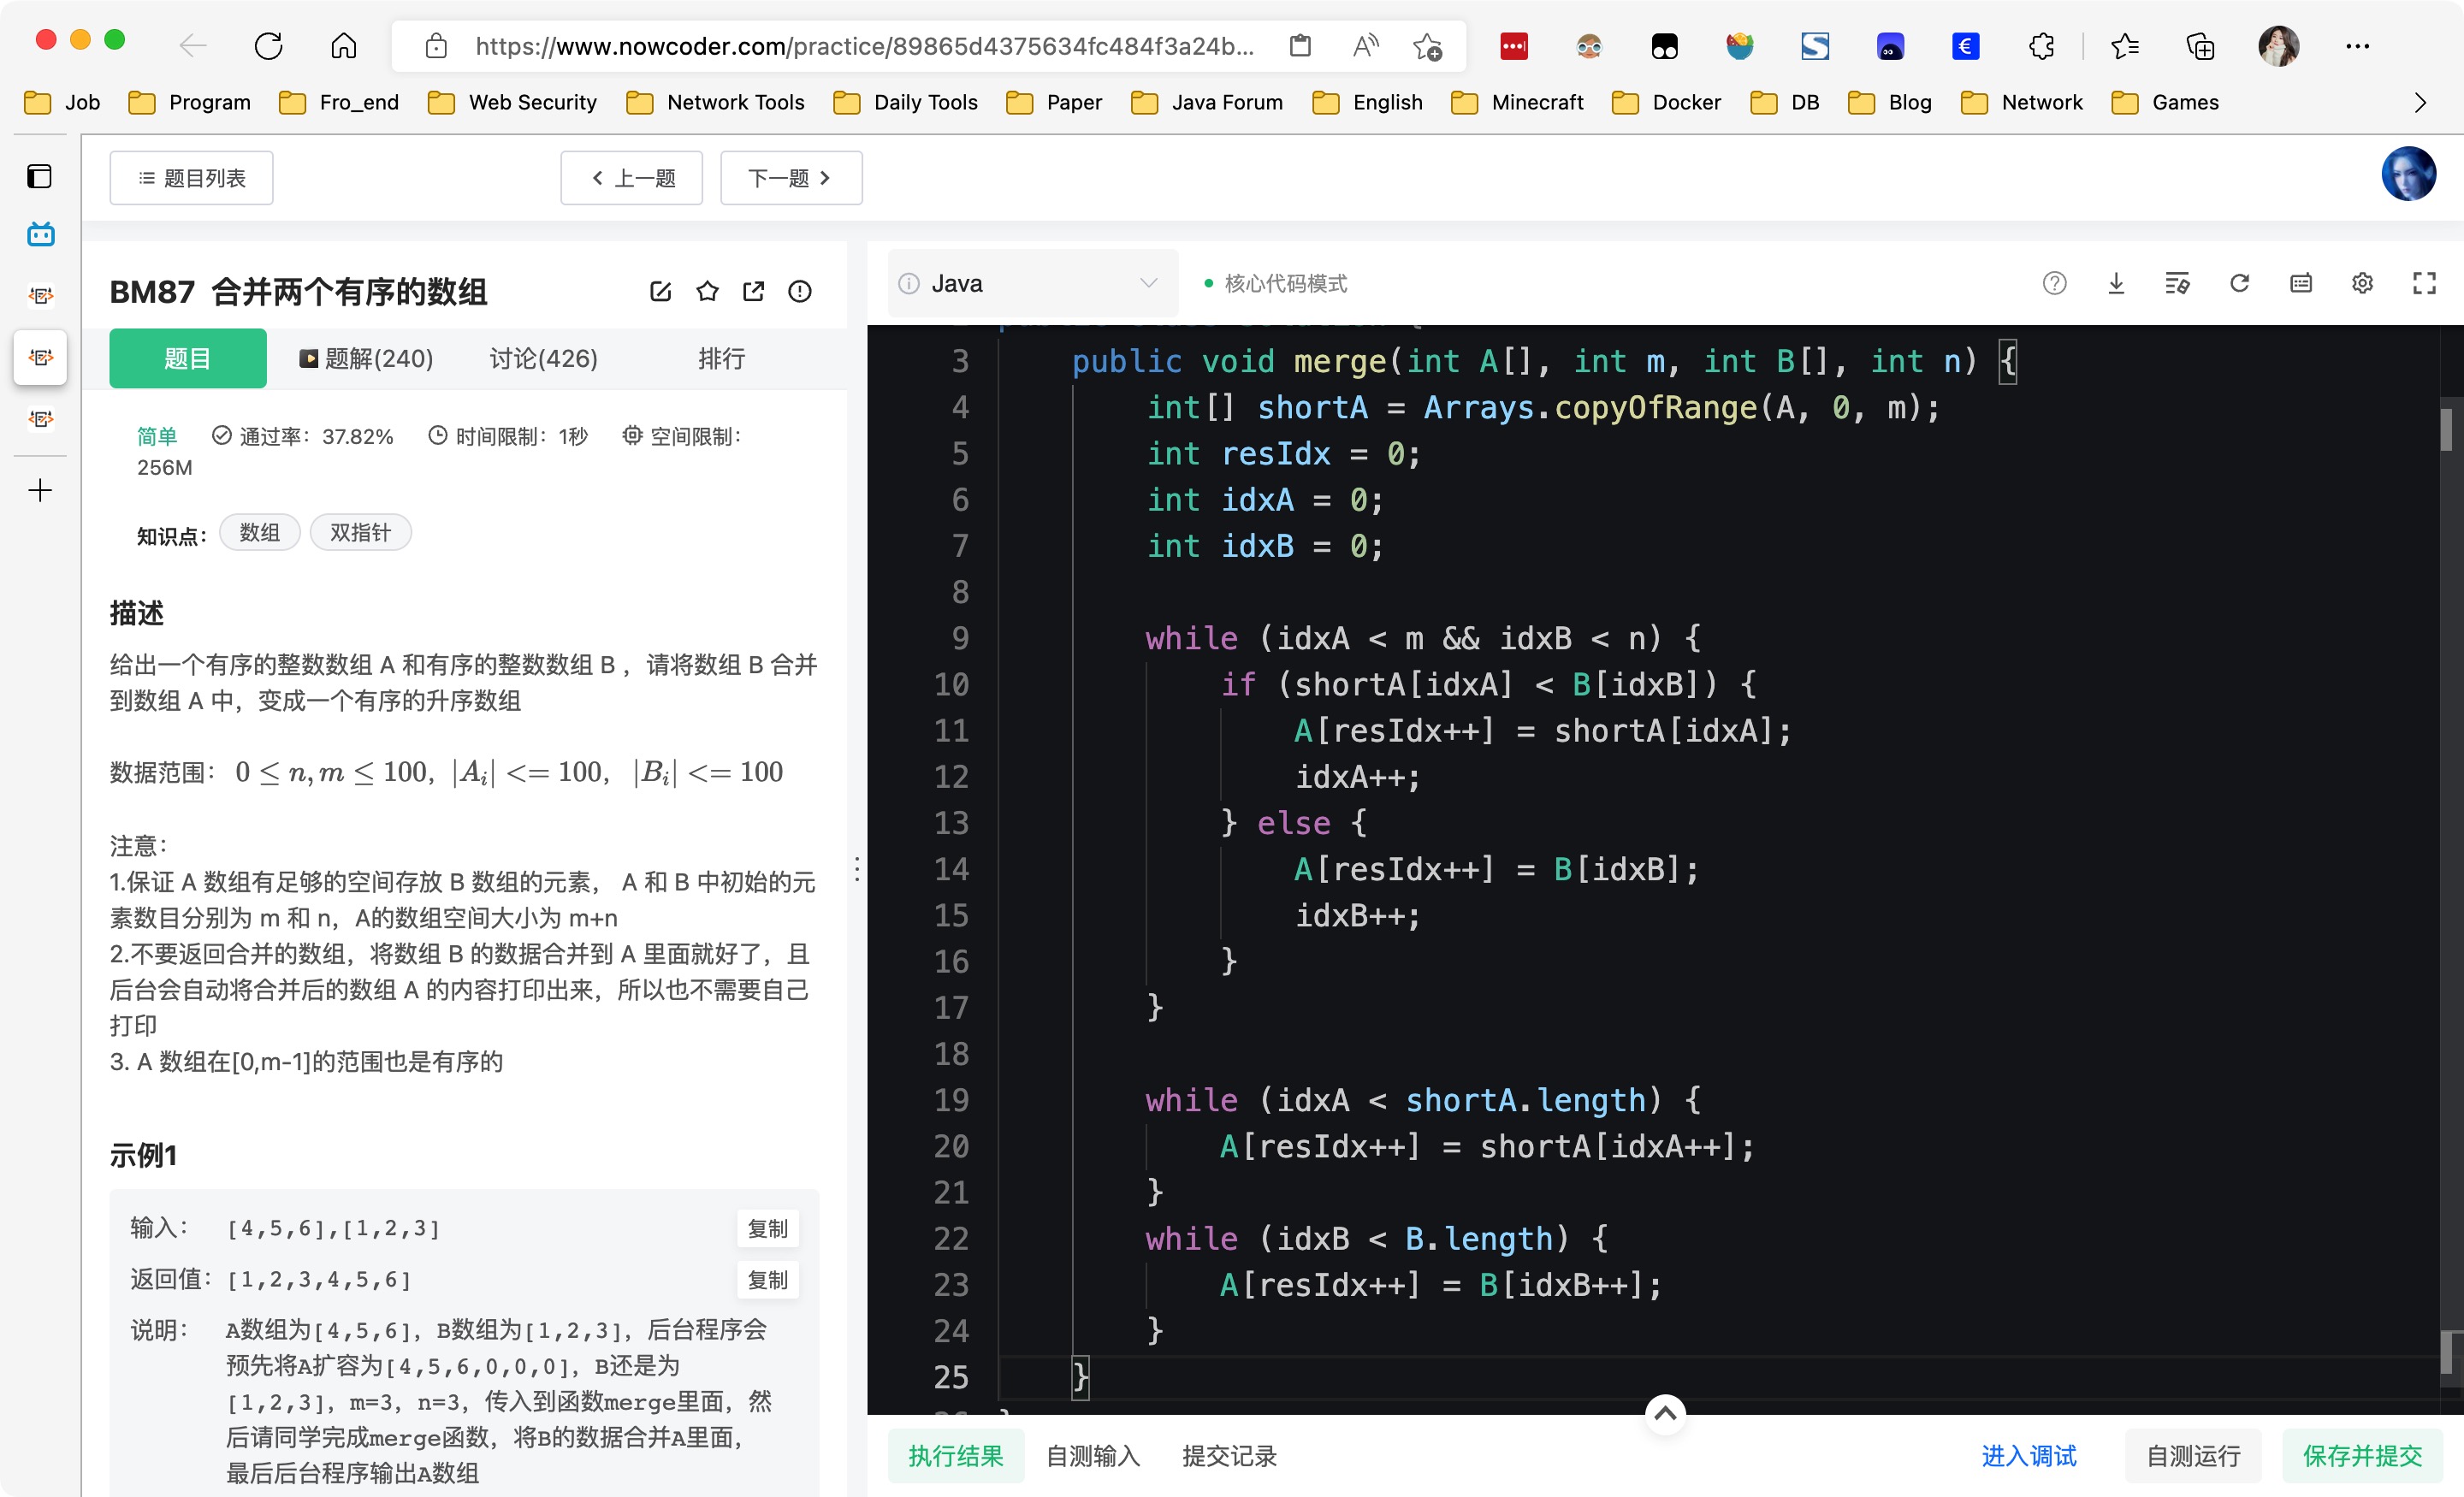 https://www.nowcoder.com/practice/89865d4375634fc484f3a24b...
Job Program Fro_end Web Security Network Tools Daily Tools Paper Java Forum English Minecraft Docker DB Blog Network Games
题目列表 上一题 下一题
BM87 合并两个有序的数组
题目 题解(240) 讨论(426) 排行
简单 通过率：37.82% 时间限制：1秒 空间限制：
256M
知识点： 数组 双指针
描述
给出一个有序的整数数组 A 和有序的整数数组 B ，请将数组 B 合并
到数组 A 中，变成一个有序的升序数组
数据范围： 0 ≤ n, m ≤ 100，|A_i| <= 100， |B_i| <= 100
注意：
1.保证 A 数组有足够的空间存放 B 数组的元素， A 和 B 中初始的元
素数目分别为 m 和 n，A的数组空间大小为 m+n
2.不要返回合并的数组，将数组 B 的数据合并到 A 里面就好了，且
后台会自动将合并后的数组 A 的内容打印出来，所以也不需要自己
打印
3. A 数组在[0,m-1]的范围也是有序的
示例1
输入： [4,5,6],[1,2,3] 复制
返回值： [1,2,3,4,5,6] 复制
说明： A数组为[4,5,6]，B数组为[1,2,3]，后台程序会
预先将A扩容为[4,5,6,0,0,0]，B还是为
[1,2,3]，m=3，n=3，传入到函数merge里面，然
后请同学完成merge函数，将B的数据合并A里面，
最后后台程序输出A数组
Java 核心代码模式
3 public void merge(int A[], int m, int B[], int n) {
4 int[] shortA = Arrays.copyOfRange(A, 0, m);
5 int resIdx = 0;
6 int idxA = 0;
7 int idxB = 0;
8
9 while (idxA < m && idxB < n) {
10 if (shortA[idxA] < B[idxB]) {
11 A[resIdx++] = shortA[idxA];
12 idxA++;
13 } else {
14 A[resIdx++] = B[idxB];
15 idxB++;
16 }
17 }
18
19 while (idxA < shortA.length) {
20 A[resIdx++] = shortA[idxA++];
21 }
22 while (idxB < B.length) {
23 A[resIdx++] = B[idxB++];
24 }
25 }
执行结果 自测输入 提交记录 进入调试 自测运行 保存并提交